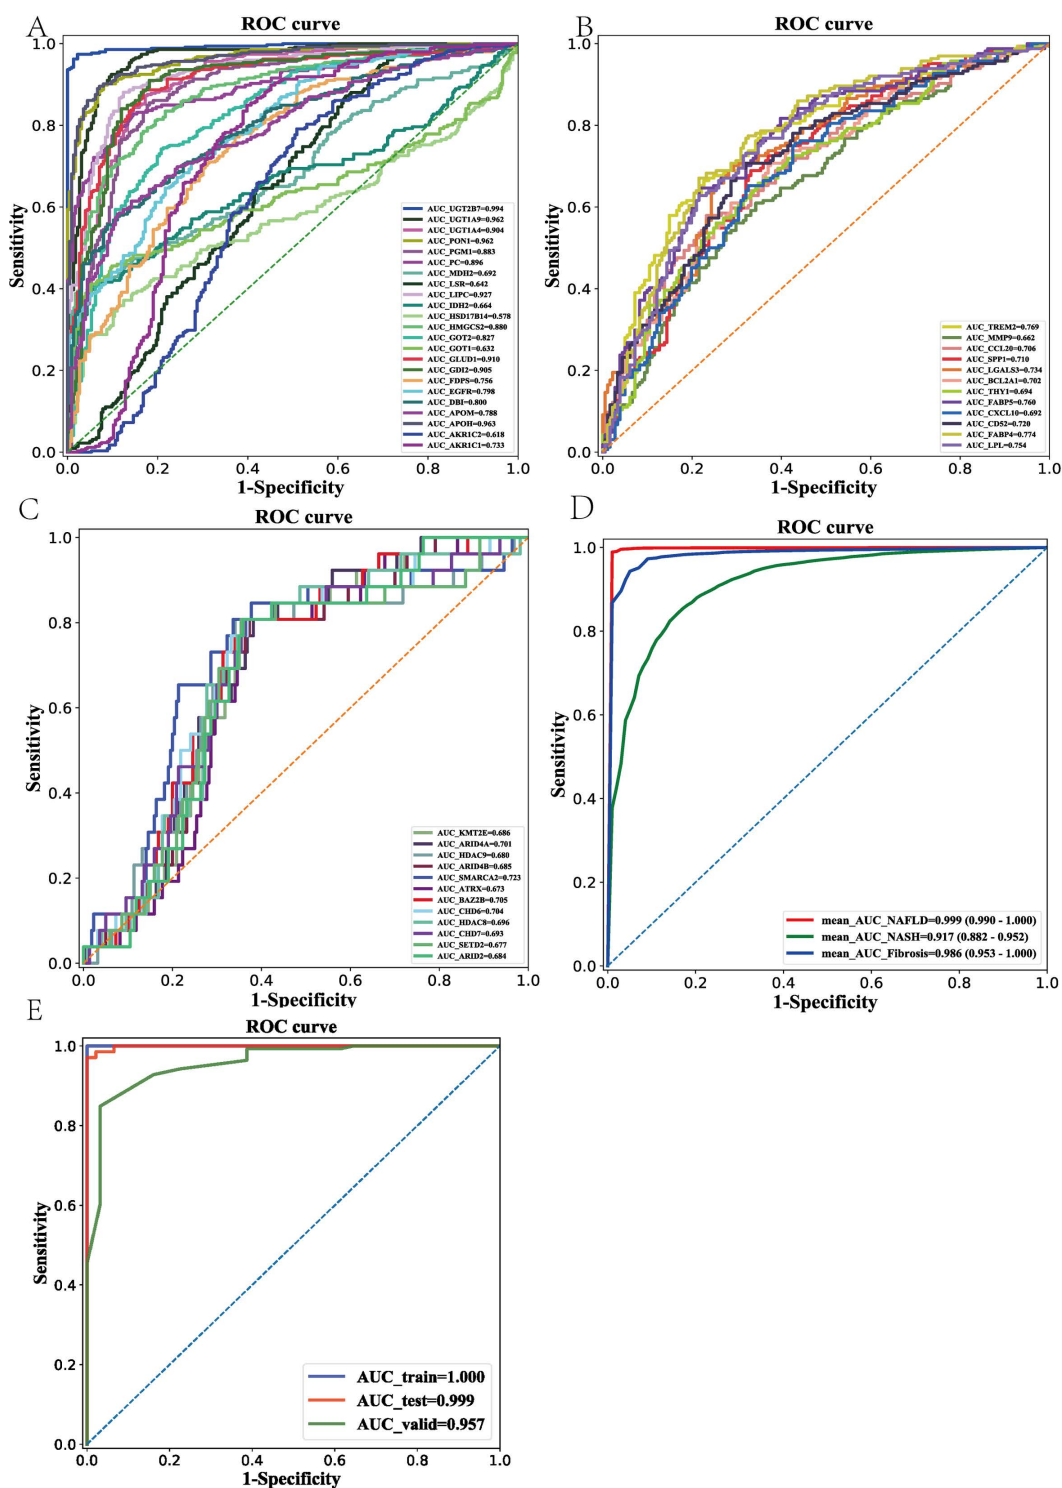 A
ROC curve
1.0
0.8
0.6
0.4
0.2
0.0
Sensitivity
AUC_UGT2B7=0.994
AUC_UGT1A9=0.962
AUC_UGT1A4=0.904
AUC_PON1=0.962
AUC_PGM1=0.883
AUC_PC=0.896
AUC_MDH2=0.692
AUC_LSR=0.642
AUC_LIPC=0.927
AUC_IDH2=0.664
AUC_HSD17B14=0.578
AUC_HMGCS2=0.880
AUC_GOT2=0.827
AUC_GOT1=0.632
AUC_GLUD1=0.910
AUC_GDI2=0.905
AUC_FDPS=0.756
AUC_EGFR=0.798
AUC_DBI=0.800
AUC_APOM=0.788
AUC_APOH=0.963
AUC_AKR1C2=0.618
AUC_AKR1C1=0.733
0.0 0.2 0.4 0.6 0.8 1.0
1-Specificity
B
ROC curve
1.0
0.8
0.6
0.4
0.2
0.0
Sensitivity
AUC_TREM2=0.769
AUC_MMP9=0.662
AUC_CCL20=0.706
AUC_SPP1=0.710
AUC_LGALS3=0.734
AUC_BCL2A1=0.702
AUC_THY1=0.694
AUC_FABP5=0.760
AUC_CXCL10=0.692
AUC_CD52=0.720
AUC_FABP4=0.774
AUC_LPL=0.754
0.0 0.2 0.4 0.6 0.8 1.0
1-Specificity
C
ROC curve
1.0
0.8
0.6
0.4
0.2
0.0
Sensitivity
AUC_KMT2E=0.686
AUC_ARID4A=0.701
AUC_HDAC9=0.680
AUC_ARID4B=0.685
AUC_SMARCA2=0.723
AUC_ATRX=0.673
AUC_BAZ2B=0.705
AUC_CHD6=0.704
AUC_HDAC8=0.696
AUC_CHD7=0.693
AUC_SETD2=0.677
AUC_ARID2=0.684
0.0 0.2 0.4 0.6 0.8 1.0
1-Specificity
D
ROC curve
1.0
0.8
0.6
0.4
0.2
0.0
Sensitivity
mean_AUC_NAFLD=0.999 (0.990 - 1.000)
mean_AUC_NASH=0.917 (0.882 - 0.952)
mean_AUC_Fibrosis=0.986 (0.953 - 1.000)
0.0 0.2 0.4 0.6 0.8 1.0
1-Specificity
E
ROC curve
1.0
0.8
0.6
0.4
0.2
0.0
Sensitivity
AUC_train=1.000
AUC_test=0.999
AUC_valid=0.957
0.0 0.2 0.4 0.6 0.8 1.0
1-Specificity